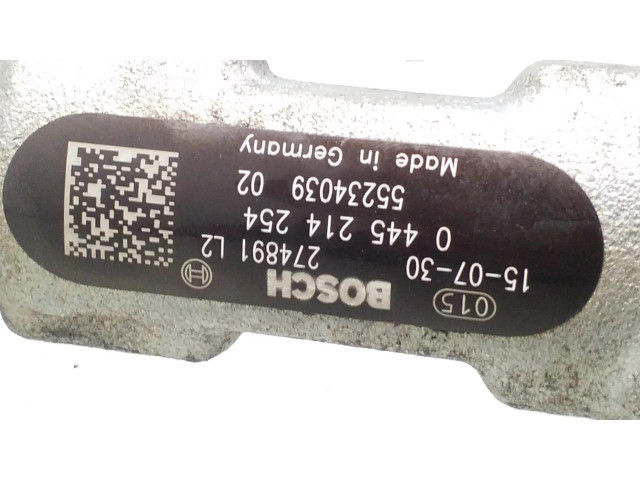 015 BOSCH
15-07-30 274891 L2
0 445 214 254
55234039 02
Made in Germany